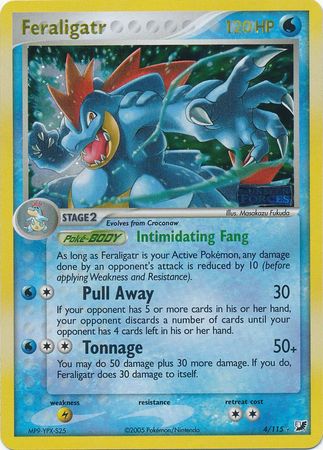 Feraligatr 120 HP
UNSEEN FORCES
Illus. Masakazu Fukuda
STAGE 2
Evolves from Croconaw
Poké-BODY Intimidating Fang
As long as Feraligatr is your Active Pokémon, any damage
done by an opponent's attack is reduced by 10 (before
applying Weakness and Resistance).
Pull Away 30
If your opponent has 5 or more cards in his or her hand,
your opponent discards a number of cards until your
opponent has 4 cards left in his or her hand.
Tonnage 50+
You may do 50 damage plus 30 more damage. If you do,
Feraligatr does 30 damage to itself.
weakness resistance retreat cost
MP9-YPX-S25 ©2005 Pokémon/Nintendo 4/115